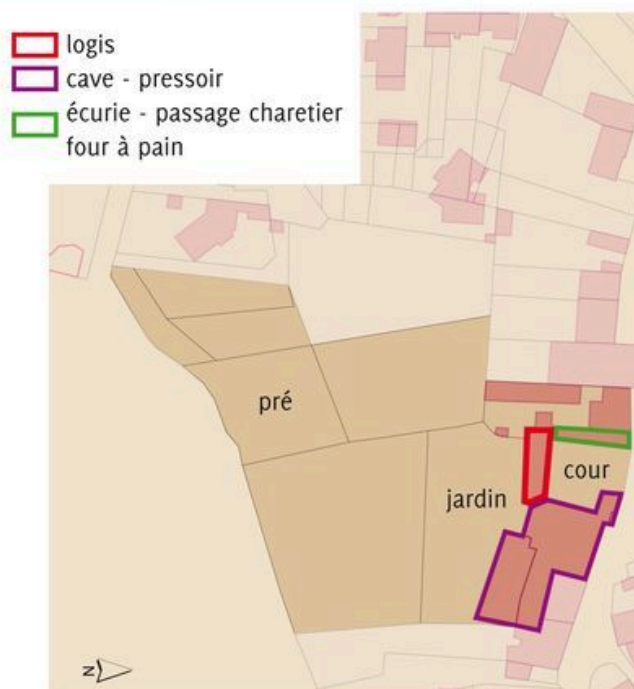 logis
cave - pressoir
écurie - passage charetier
four à pain
pré
cour
jardin
N